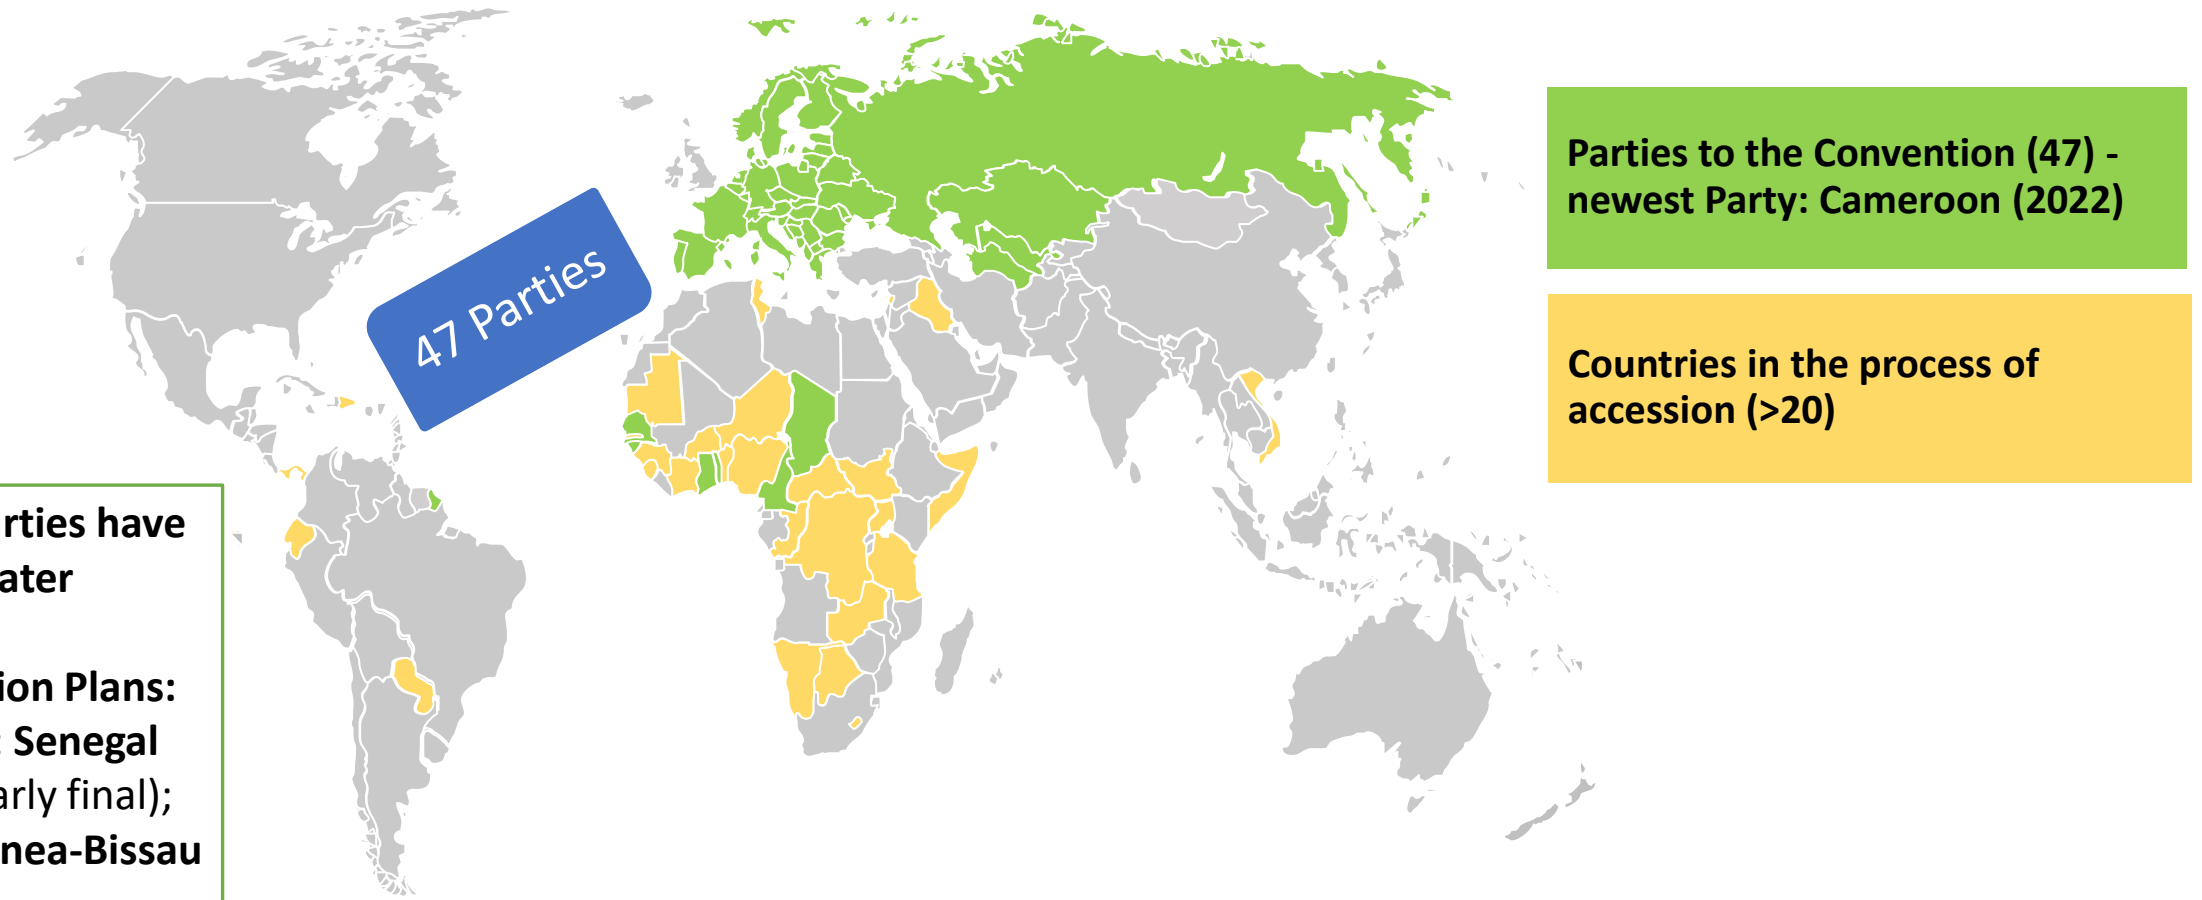 Parties to the Convention (47) -
newest Party: Cameroon (2022)
47 Parties
Countries in the process of
accession (>20)
rties have
ater
ion Plans:
: Senegal
arly final);
nea-Bissau